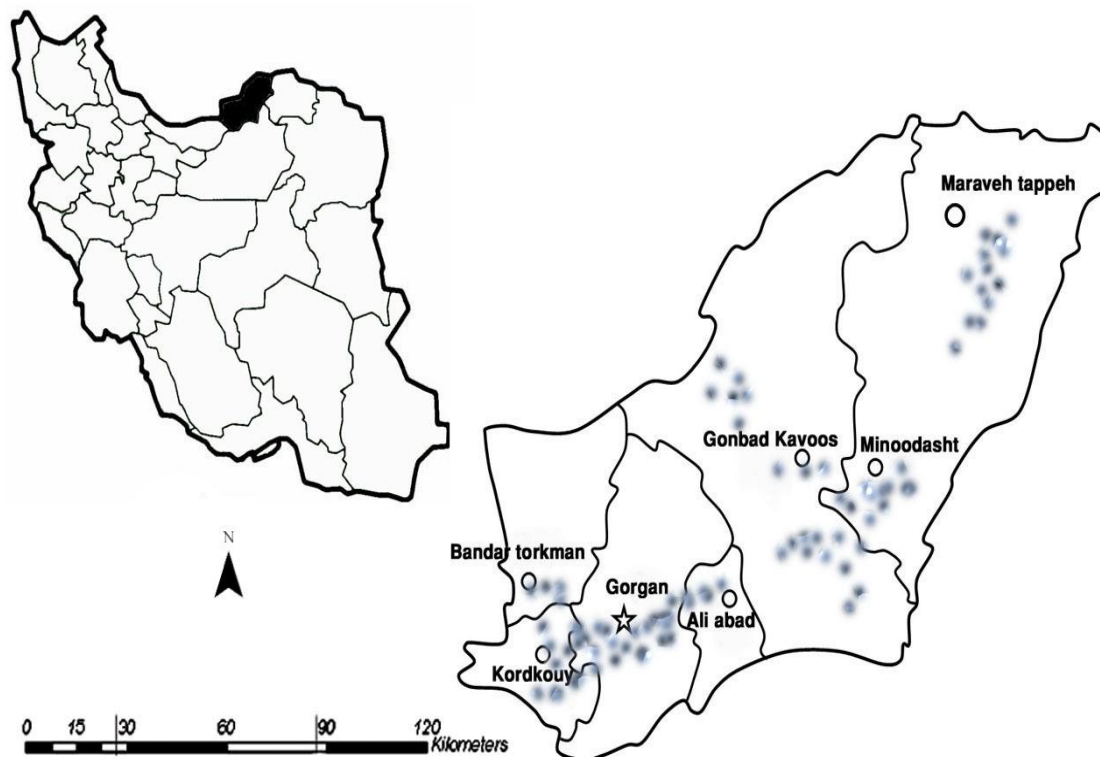 Maraveh tappeh
Gonbad Kavoos
Minoodasht
N
Bandar torkman
Gorgan
Ali abad
Kordkouy
0 15 30 60 90 120
Kilometers